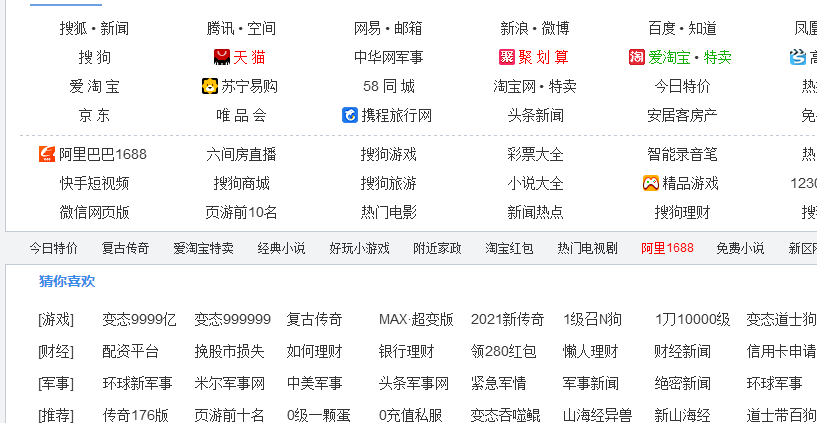 搜狐 • 新闻 腾讯 • 空间 网易 • 邮箱 新浪 • 微博 百度 • 知道 凤凰
搜 狗 天 猫 中华网军事 聚 划 算 爱淘宝 • 特卖
爱 淘 宝 苏宁易购 58 同 城 淘宝网 • 特卖 今日特价 热
京 东 唯 品 会 携程旅行网 头条新闻 安居客房产 免
阿里巴巴1688 六间房直播 搜狗游戏 彩票大全 智能录音笔 热
快手短视频 搜狗商城 搜狗旅游 小说大全 精品游戏 1230
微信网页版 页游前10名 热门电影 新闻热点 搜狗理财 搜
今日特价 复古传奇 爱淘宝特卖 经典小说 好玩小游戏 附近家政 淘宝红包 热门电视剧 阿里1688 免费小说 新区
猜你喜欢
[游戏] 变态9999亿 变态999999 复古传奇 MAX·超变版 2021新传奇 1级召N狗 1刀10000级 变态道士狗
[财经] 配资平台 挽股市损失 如何理财 银行理财 领280红包 懒人理财 财经新闻 信用卡申请
[军事] 环球新军事 米尔军事网 中美军事 头条军事网 紧急军情 军事新闻 绝密新闻 环球军事
[推荐] 传奇176版 页游前十名 0级一颗蛋 0充值私服 变态吞噬鲲 山海经异兽 新山海经 道士带百狗